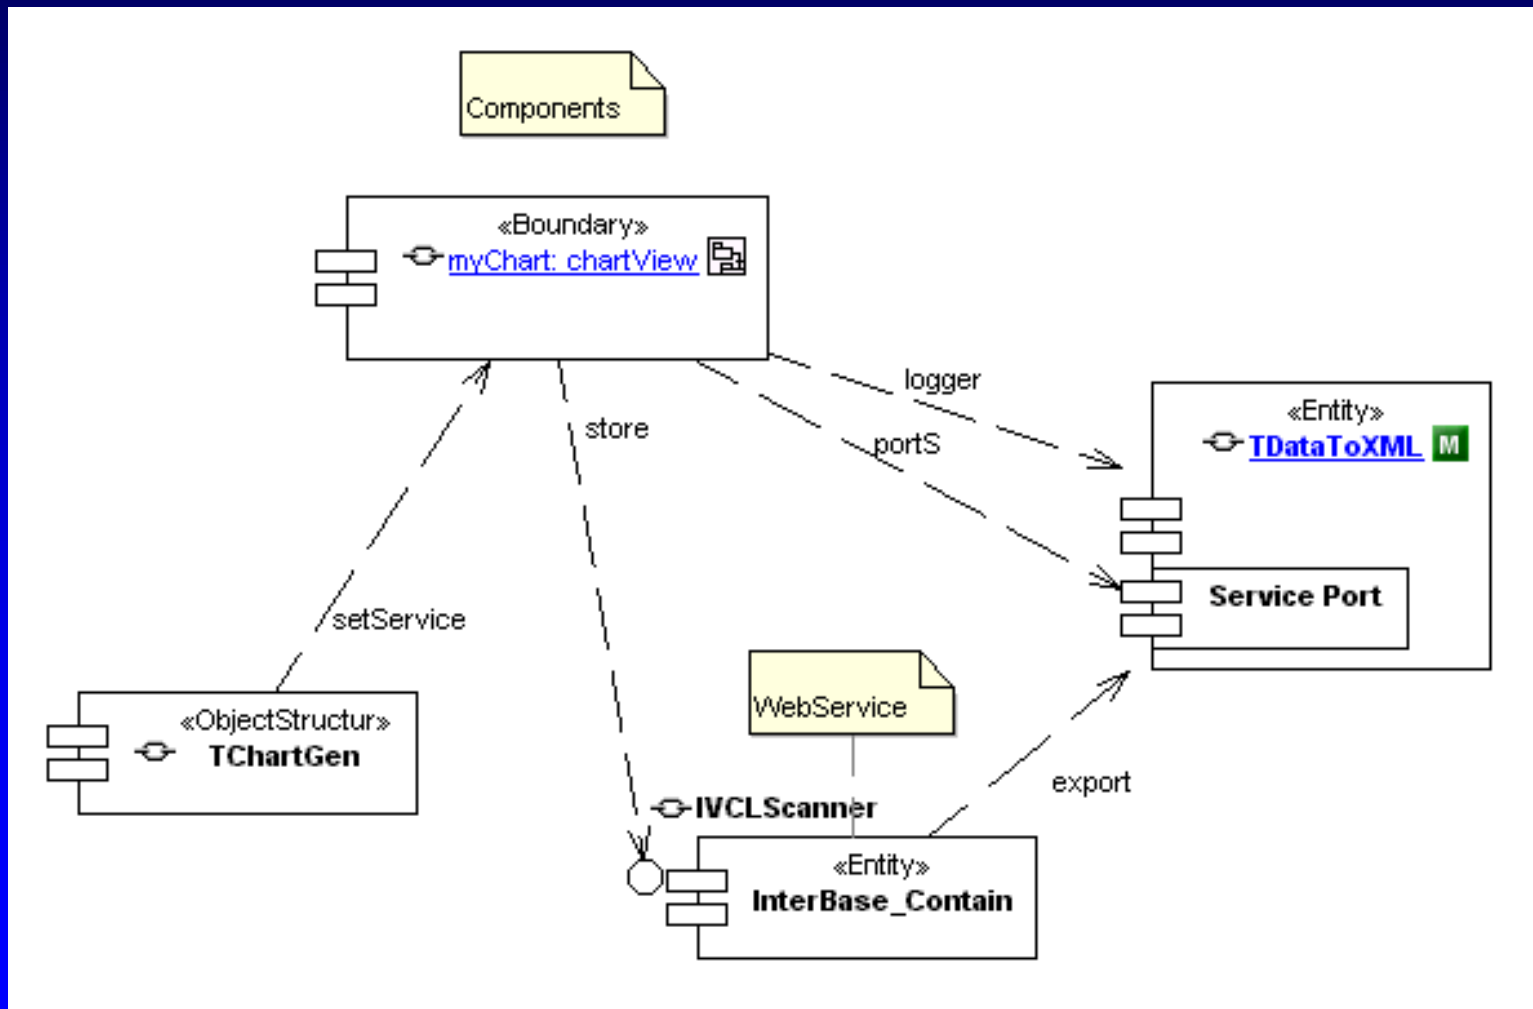 Components
«Boundary»
myChart: chartView
logger
store
portS
«Entity»
TDataToXML M
Service Port
setService
WebService
«ObjectStructur»
TChartGen
export
IVCLScanner
«Entity»
InterBase_Contain